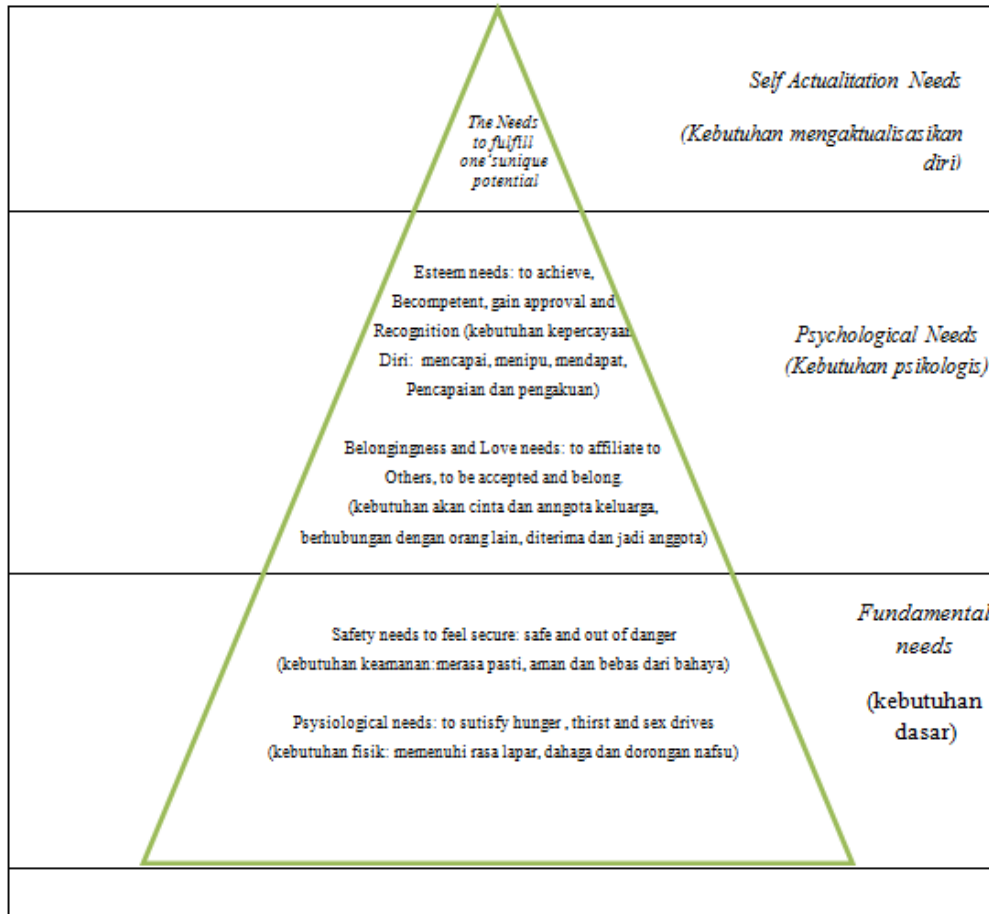 Self Actualitation Needs
(Kebutuhan mengaktualisasikan
diri)
The Needs
to fulfill
one'sunique
potential
Esteem needs: to achieve,
Becompetent, gain approval and
Recognition (kebutuhan kepercayaan
Diri: mencapai, menipu, mendapat,
Pencapaian dan pengakuan)
Psychological Needs
(Kebutuhan psikologis)
Belongingness and Love needs: to affiliate to
Others, to be accepted and belong.
(kebutuhan akan cinta dan anngota keluarga,
berhubungan dengan orang lain, diterima dan jadi anggota)
Safety needs to feel secure: safe and out of danger
(kebutuhan keamanan:merasa pasti, aman dan bebas dari bahaya)
Psysiological needs: to sutisfy hunger, thirst and sex drives
(kebutuhan fisik: memenuhi rasa lapar, dahaga dan dorongan nafsu)
Fundamental
needs
(kebutuhan
dasar)